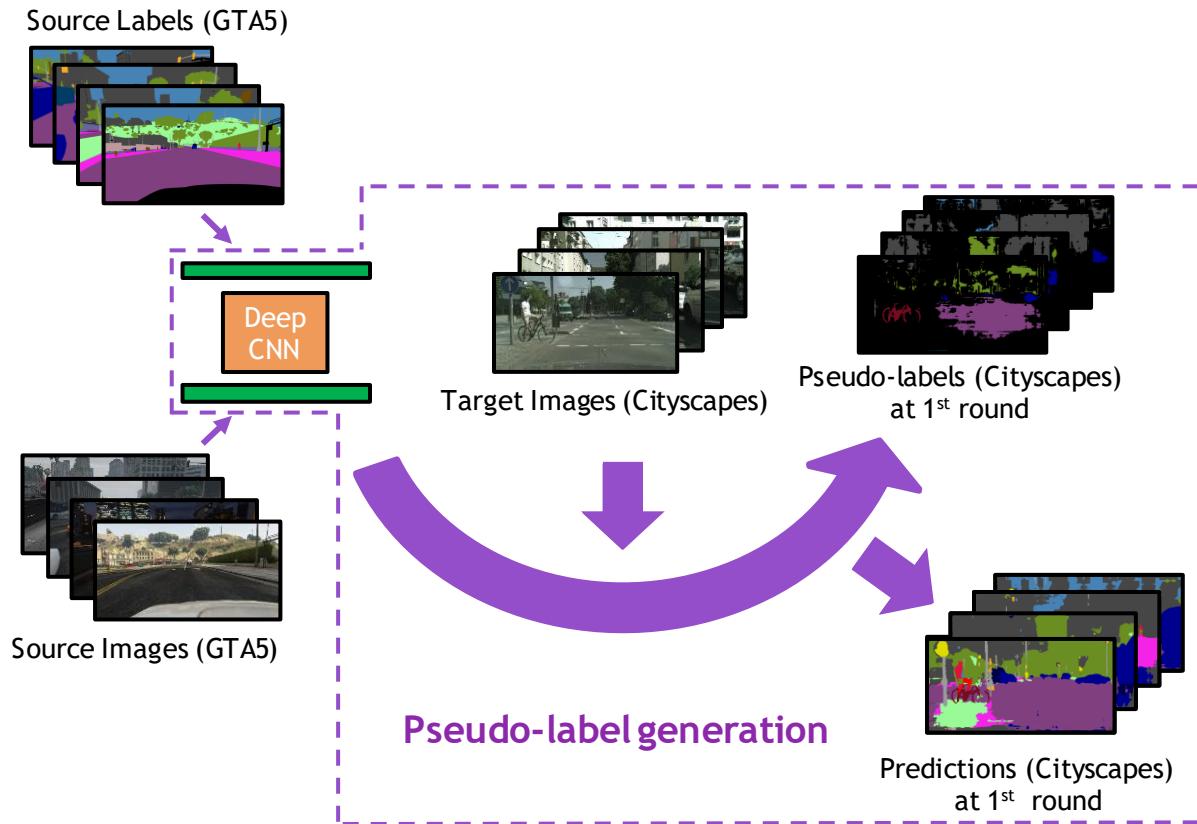 Source Labels (GTA5)
Deep
CNN
Target Images (Cityscapes)
Pseudo-labels (Cityscapes)
at 1st round
Source Images (GTA5)
Pseudo-label generation
Predictions (Cityscapes)
at 1st round